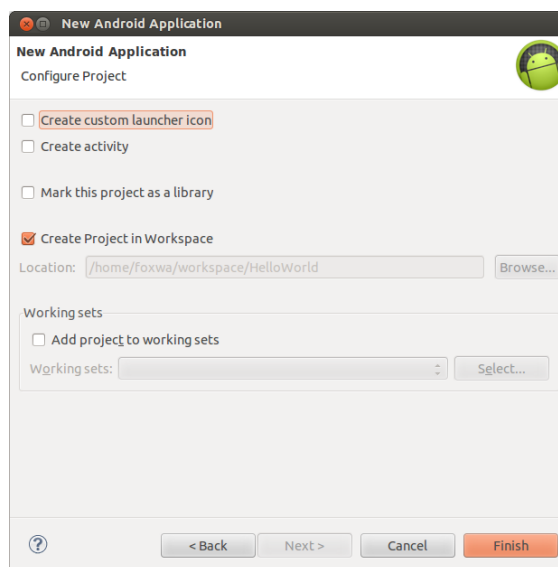 New Android Application
New Android Application
Configure Project
Create custom launcher icon
Create activity
Mark this project as a library
Create Project in Workspace
Location: /home/foxwa/workspace/HelloWorld Browse...
Working sets
Add project to working sets
Working sets: Select...
? < Back Next > Cancel Finish